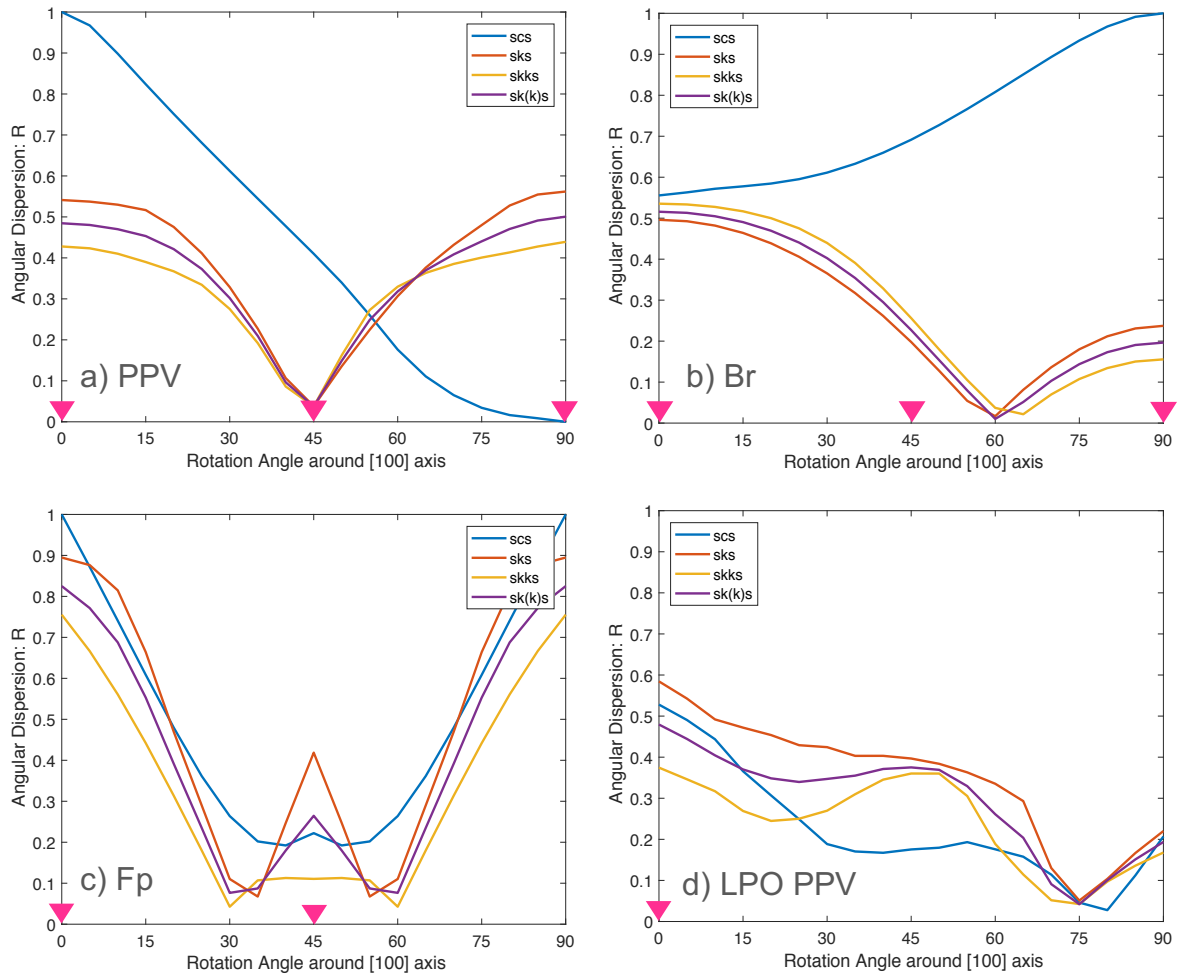 1
0.9
0.8
0.7
0.6
0.5
0.4
0.3
0.2
0.1
0
Angular Dispersion: R
scs
sks
skks
sk(k)s
a) PPV
0 15 30 45 60 75 90
Rotation Angle around [100] axis
1
0.9
0.8
0.7
0.6
0.5
0.4
0.3
0.2
0.1
0
Angular Dispersion: R
scs
sks
skks
sk(k)s
b) Br
0 15 30 45 60 75 90
Rotation Angle around [100] axis
1
0.9
0.8
0.7
0.6
0.5
0.4
0.3
0.2
0.1
0
Angular Dispersion: R
scs
sks
skks
sk(k)s
c) Fp
0 15 30 45 60 75 90
Rotation Angle around [100] axis
1
0.9
0.8
0.7
0.6
0.5
0.4
0.3
0.2
0.1
0
Angular Dispersion: R
scs
sks
skks
sk(k)s
d) LPO PPV
0 15 30 45 60 75 90
Rotation Angle around [100] axis